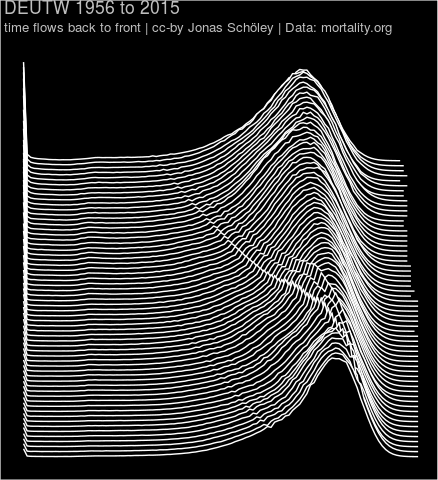 DEUTW 1956 to 2015
time flows back to front | cc-by Jonas Schöley | Data: mortality.org